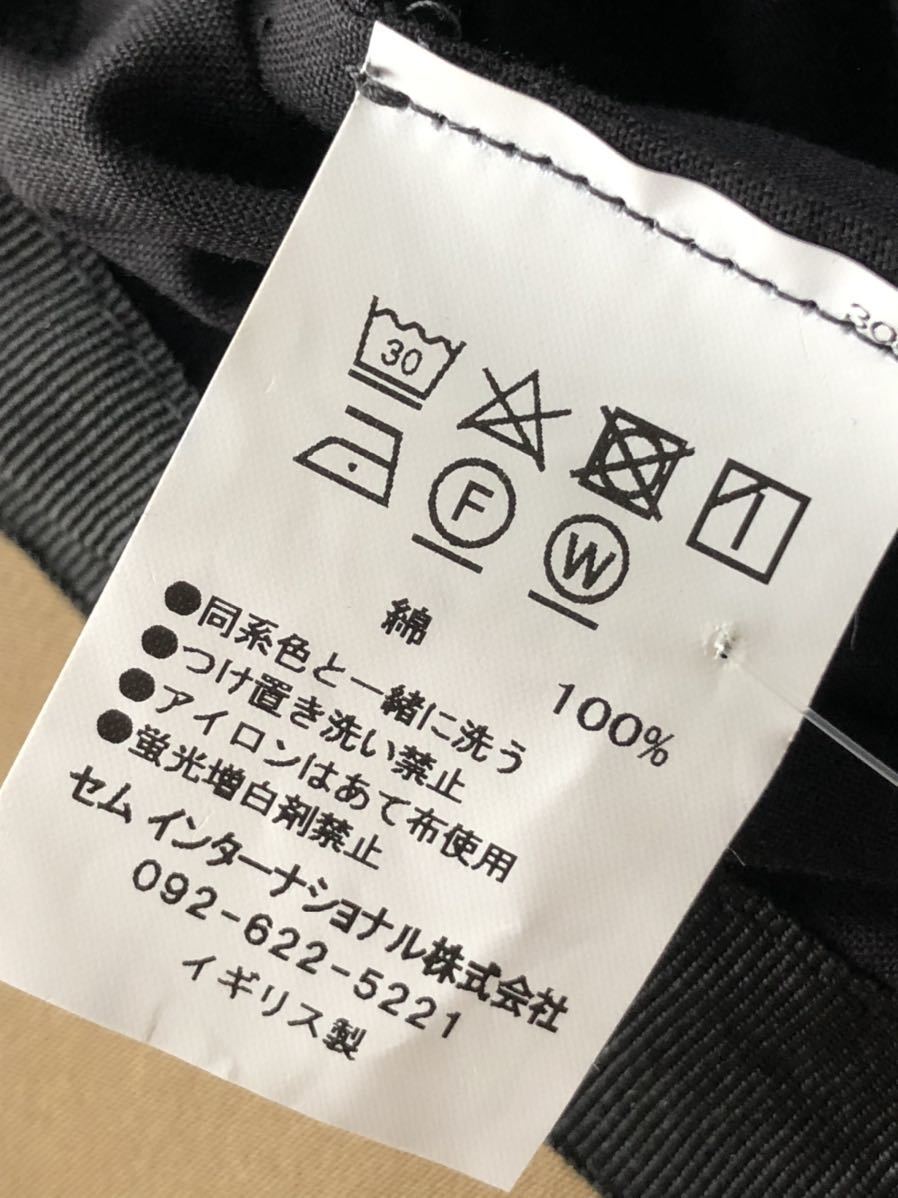 30
F
W
綿 100%
●同系色と一緒に洗う
●つけ置き洗い禁止
●アイロンはあて布使用
●蛍光増白剤禁止
セム インターナショナル株式会社
092-622-5221
イギリス製